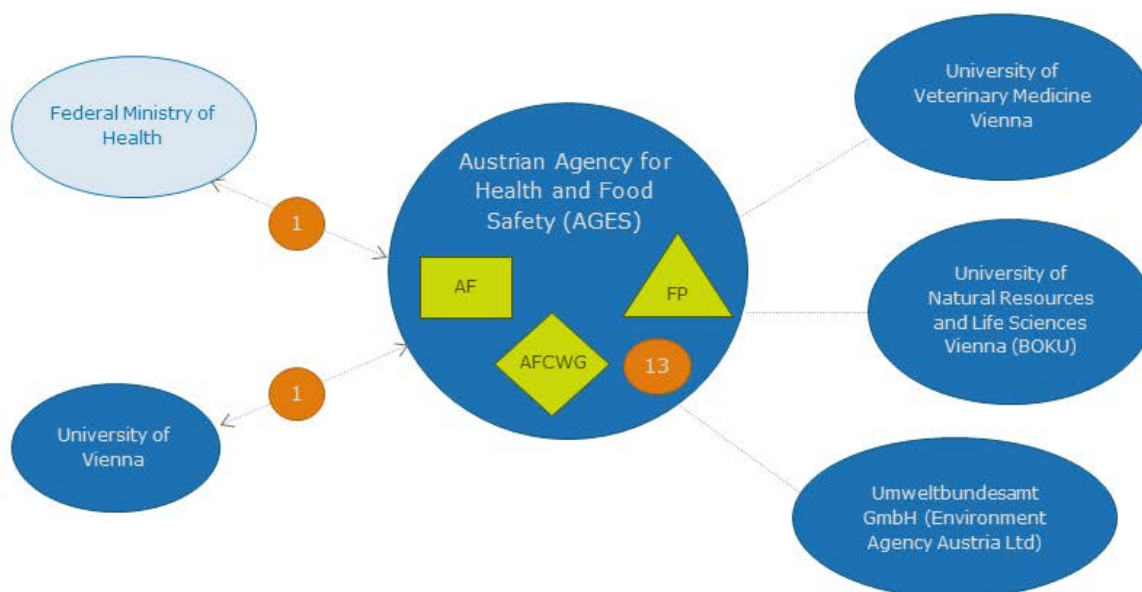 Federal Ministry of
Health
1
University of
Vienna
1
Austrian Agency for
Health and Food
Safety (AGES)
AF
FP
AFCWG
13
University of
Veterinary Medicine
Vienna
University of
Natural Resources
and Life Sciences
Vienna (BOKU)
Umweltbundesamt
GmbH (Environment
Agency Austria Ltd)